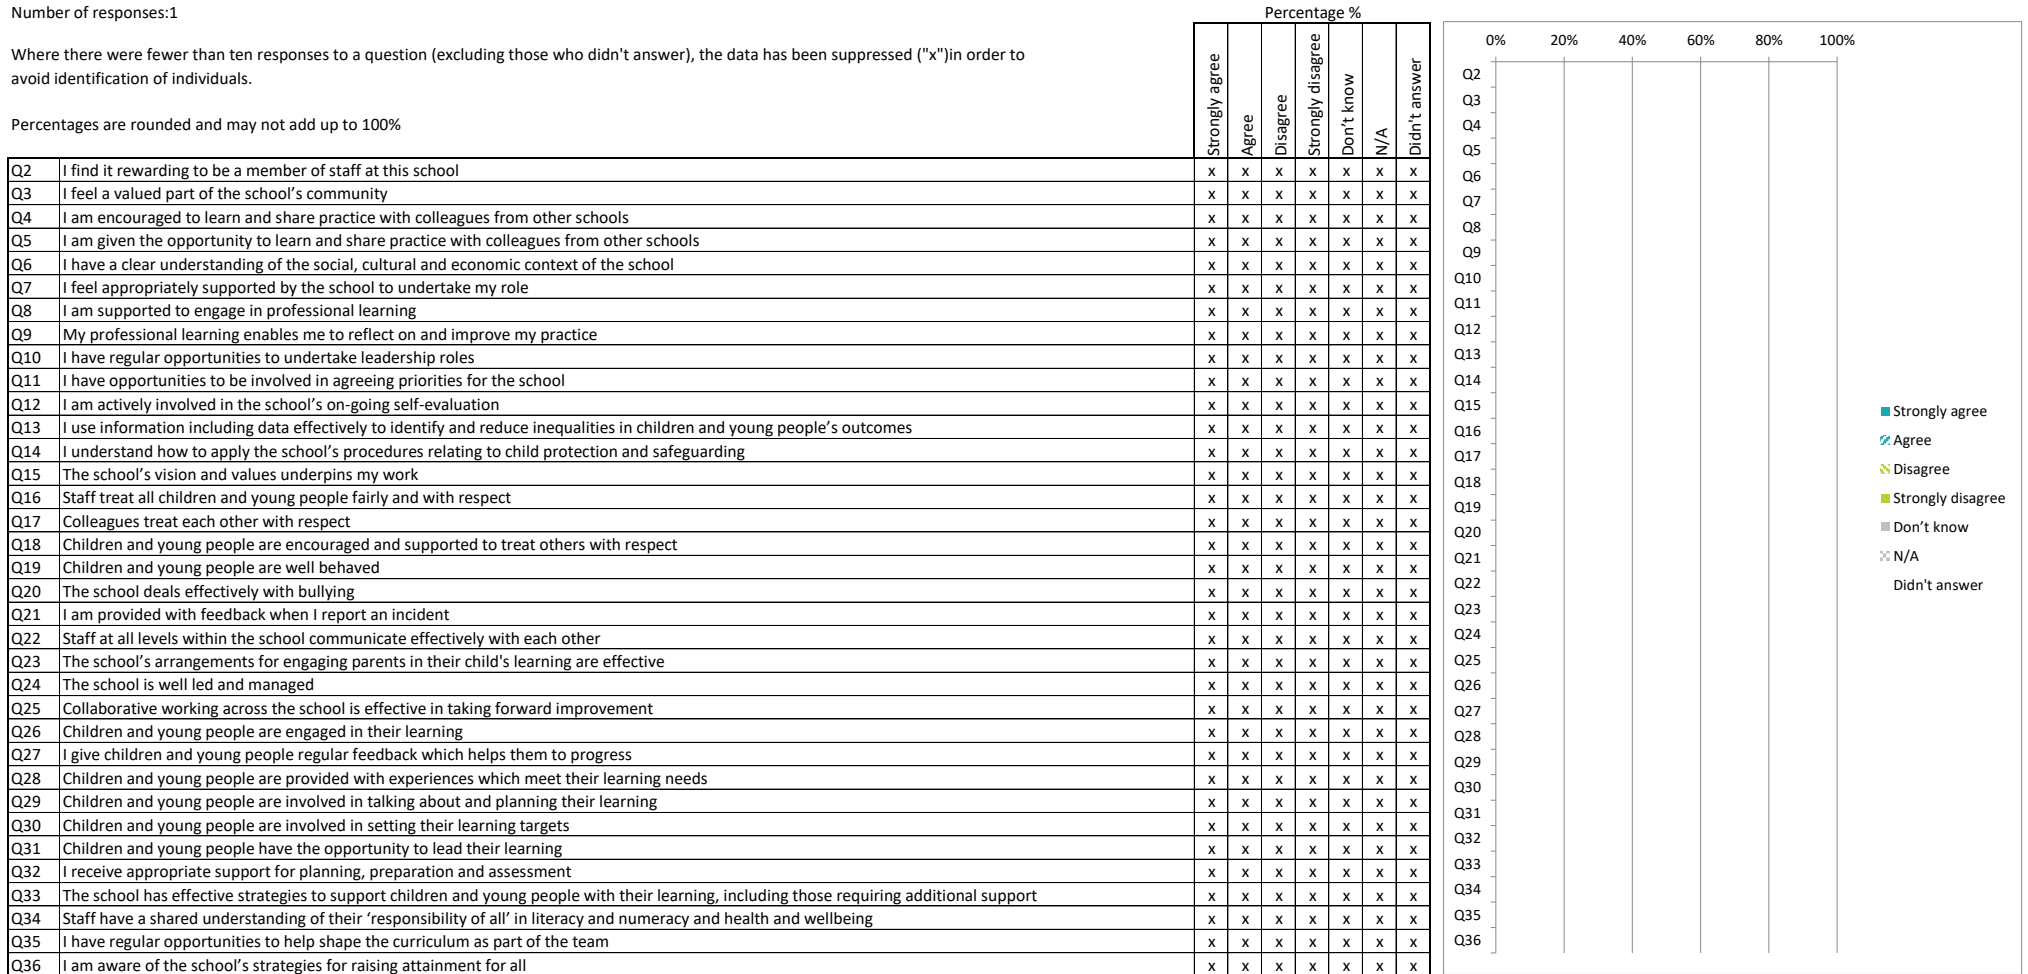 Number of responses:1
Percentage %
Where there were fewer than ten responses to a question (excluding those who didn't answer), the data has been suppressed ("x")in order to
avoid identification of individuals.
Percentages are rounded and may not add up to 100%
Strongly agree
Agree
Disagree
Strongly disagree
Don't know
N/A
Didn't answer
Q2 I find it rewarding to be a member of staff at this school x x x x x x x
Q3 I feel a valued part of the school’s community x x x x x x x
Q4 I am encouraged to learn and share practice with colleagues from other schools x x x x x x x
Q5 I am given the opportunity to learn and share practice with colleagues from other schools x x x x x x x
Q6 I have a clear understanding of the social, cultural and economic context of the school x x x x x x x
Q7 I feel appropriately supported by the school to undertake my role x x x x x x x
Q8 I am supported to engage in professional learning x x x x x x x
Q9 My professional learning enables me to reflect on and improve my practice x x x x x x x
Q10 I have regular opportunities to undertake leadership roles x x x x x x x
Q11 I have opportunities to be involved in agreeing priorities for the school x x x x x x x
Q12 I am actively involved in the school’s on-going self-evaluation x x x x x x x
Q13 I use information including data effectively to identify and reduce inequalities in children and young people’s outcomes x x x x x x x
Q14 I understand how to apply the school’s procedures relating to child protection and safeguarding x x x x x x x
Q15 The school’s vision and values underpins my work x x x x x x x
Q16 Staff treat all children and young people fairly and with respect x x x x x x x
Q17 Colleagues treat each other with respect x x x x x x x
Q18 Children and young people are encouraged and supported to treat others with respect x x x x x x x
Q19 Children and young people are well behaved x x x x x x x
Q20 The school deals effectively with bullying x x x x x x x
Q21 I am provided with feedback when I report an incident x x x x x x x
Q22 Staff at all levels within the school communicate effectively with each other x x x x x x x
Q23 The school’s arrangements for engaging parents in their child's learning are effective x x x x x x x
Q24 The school is well led and managed x x x x x x x
Q25 Collaborative working across the school is effective in taking forward improvement x x x x x x x
Q26 Children and young people are engaged in their learning x x x x x x x
Q27 I give children and young people regular feedback which helps them to progress x x x x x x x
Q28 Children and young people are provided with experiences which meet their learning needs x x x x x x x
Q29 Children and young people are involved in talking about and planning their learning x x x x x x x
Q30 Children and young people are involved in setting their learning targets x x x x x x x
Q31 Children and young people have the opportunity to lead their learning x x x x x x x
Q32 I receive appropriate support for planning, preparation and assessment x x x x x x x
Q33 The school has effective strategies to support children and young people with their learning, including those requiring additional support x x x x x x x
Q34 Staff have a shared understanding of their ‘responsibility of all’ in literacy and numeracy and health and wellbeing x x x x x x x
Q35 I have regular opportunities to help shape the curriculum as part of the team x x x x x x x
Q36 I am aware of the school’s strategies for raising attainment for all x x x x x x x
0% 20% 40% 60% 80% 100%
Q2
Q3
Q4
Q5
Q6
Q7
Q8
Q9
Q10
Q11
Q12
Q13
Q14
Q15
Q16
Q17
Q18
Q19
Q20
Q21
Q22
Q23
Q24
Q25
Q26
Q27
Q28
Q29
Q30
Q31
Q32
Q33
Q34
Q35
Q36
Strongly agree
Agree
Disagree
Strongly disagree
Don’t know
N/A
Didn't answer